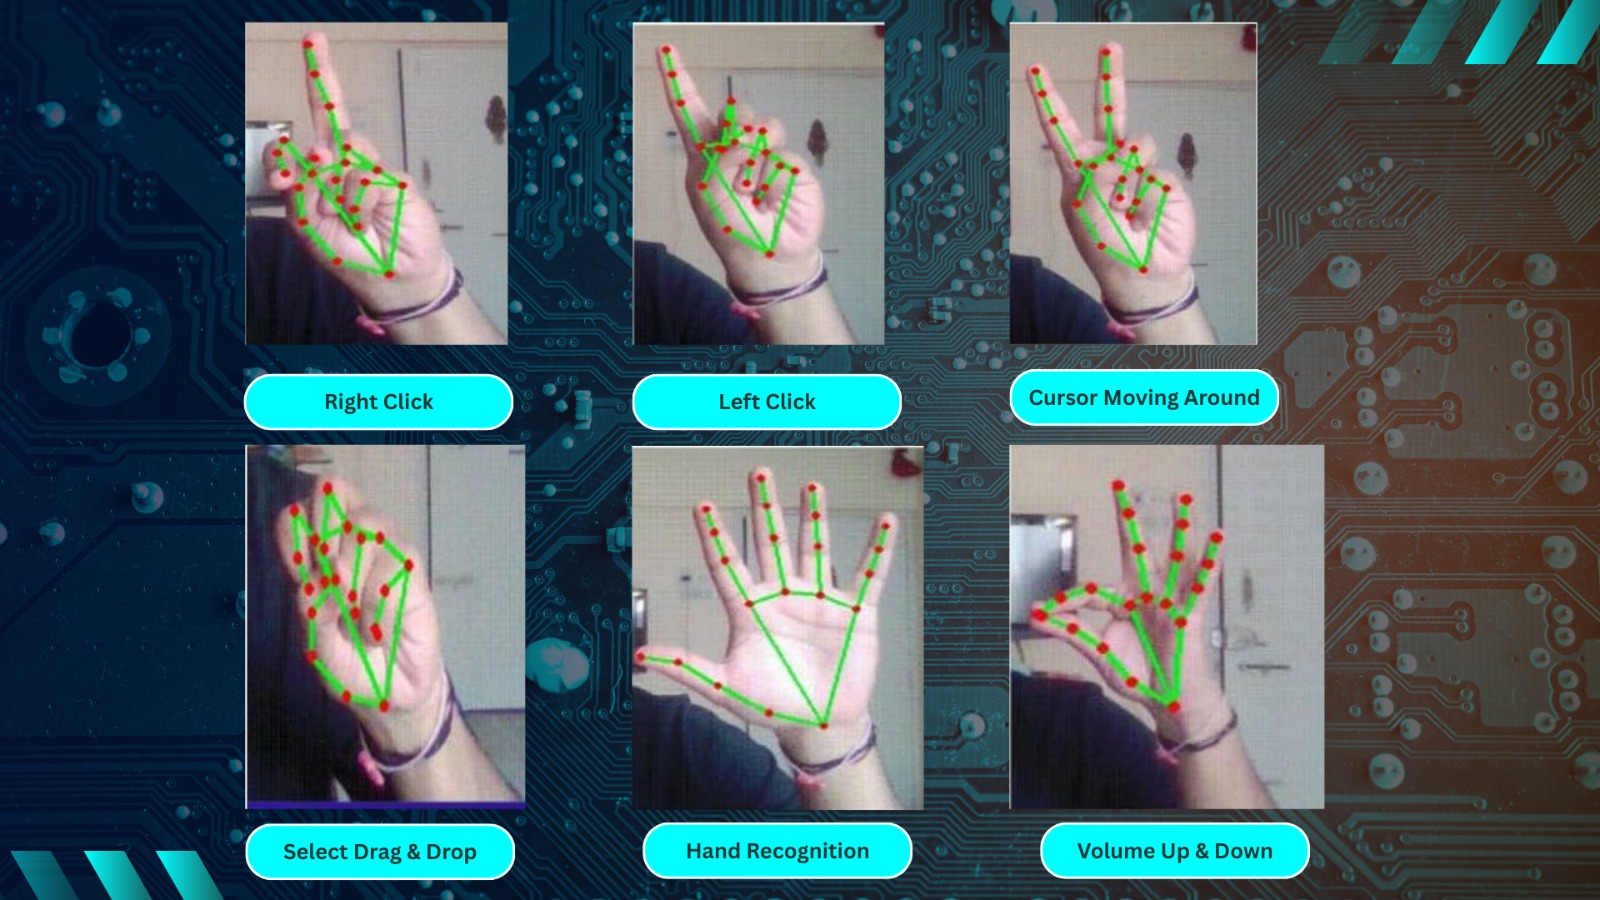 Right Click
Left Click
Cursor Moving Around
Select Drag & Drop
Hand Recognition
Volume Up & Down